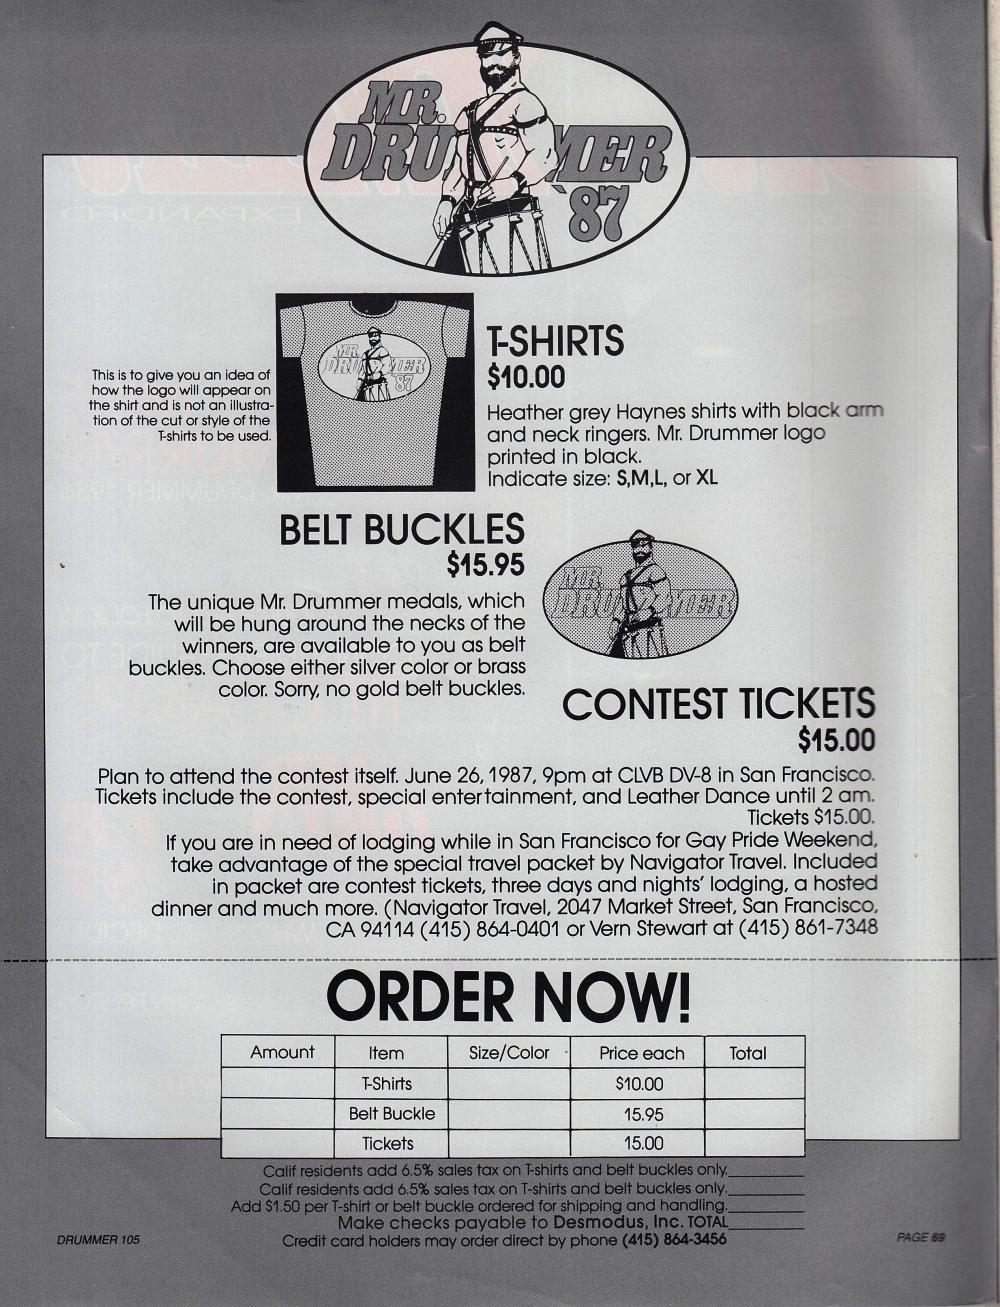 MR.
DRUMMER
'87
T-SHIRTS
$10.00
This is to give you an idea of
how the logo will appear on
the shirt and is not an illustra-
tion of the cut or style of the
T-shirts to be used.
MR.
DRUMMER
87
Heather grey Haynes shirts with black arm
and neck ringers. Mr. Drummer logo
printed in black.
Indicate size: S,M,L, or XL
BELT BUCKLES
$15.95
The unique Mr. Drummer medals, which
will be hung around the necks of the
winners, are available to you as belt
buckles. Choose either silver color or brass
color. Sorry, no gold belt buckles.
MR.
DRUMMER
CONTEST TICKETS
$15.00
Plan to attend the contest itself. June 26, 1987, 9pm at CLVB DV-8 in San Francisco.
Tickets include the contest, special entertainment, and Leather Dance until 2 am.
Tickets $15.00.
If you are in need of lodging while in San Francisco for Gay Pride Weekend,
take advantage of the special travel packet by Navigator Travel. Included
in packet are contest tickets, three days and nights' lodging, a hosted
dinner and much more. (Navigator Travel, 2047 Market Street, San Francisco,
CA 94114 (415) 864-0401 or Vern Stewart at (415) 861-7348
ORDER NOW!
Amount Item Size/Color Price each Total
T-Shirts $10.00
Belt Buckle 15.95
Tickets 15.00
Calif residents add 6.5% sales tax on T-shirts and belt buckles only.
Calif residents add 6.5% sales tax on T-shirts and belt buckles only.
Add $1.50 per T-shirt or belt buckle ordered for shipping and handling.
Make checks payable to Desmodus, Inc. TOTAL
Credit card holders may order direct by phone (415) 864-3456
DRUMMER 105
PAGE 69